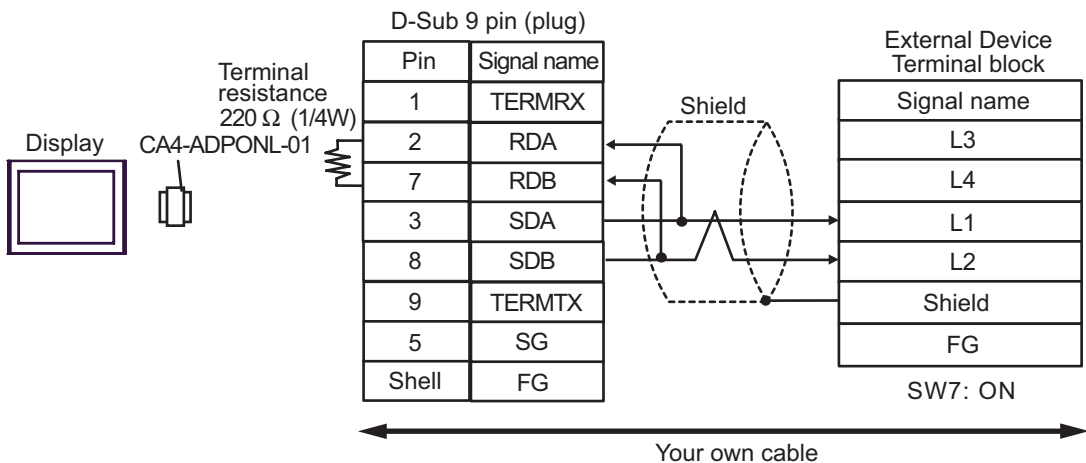 D-Sub 9 pin (plug)
Pin Signal name
1 TERMRX
2 RDA
7 RDB
3 SDA
8 SDB
9 TERMTX
5 SG
Shell FG
Terminal
resistance
220 Ω (1/4W)
Display
CA4-ADPONL-01
Shield
External Device
Terminal block
Signal name
L3
L4
L1
L2
Shield
FG
SW7: ON
Your own cable